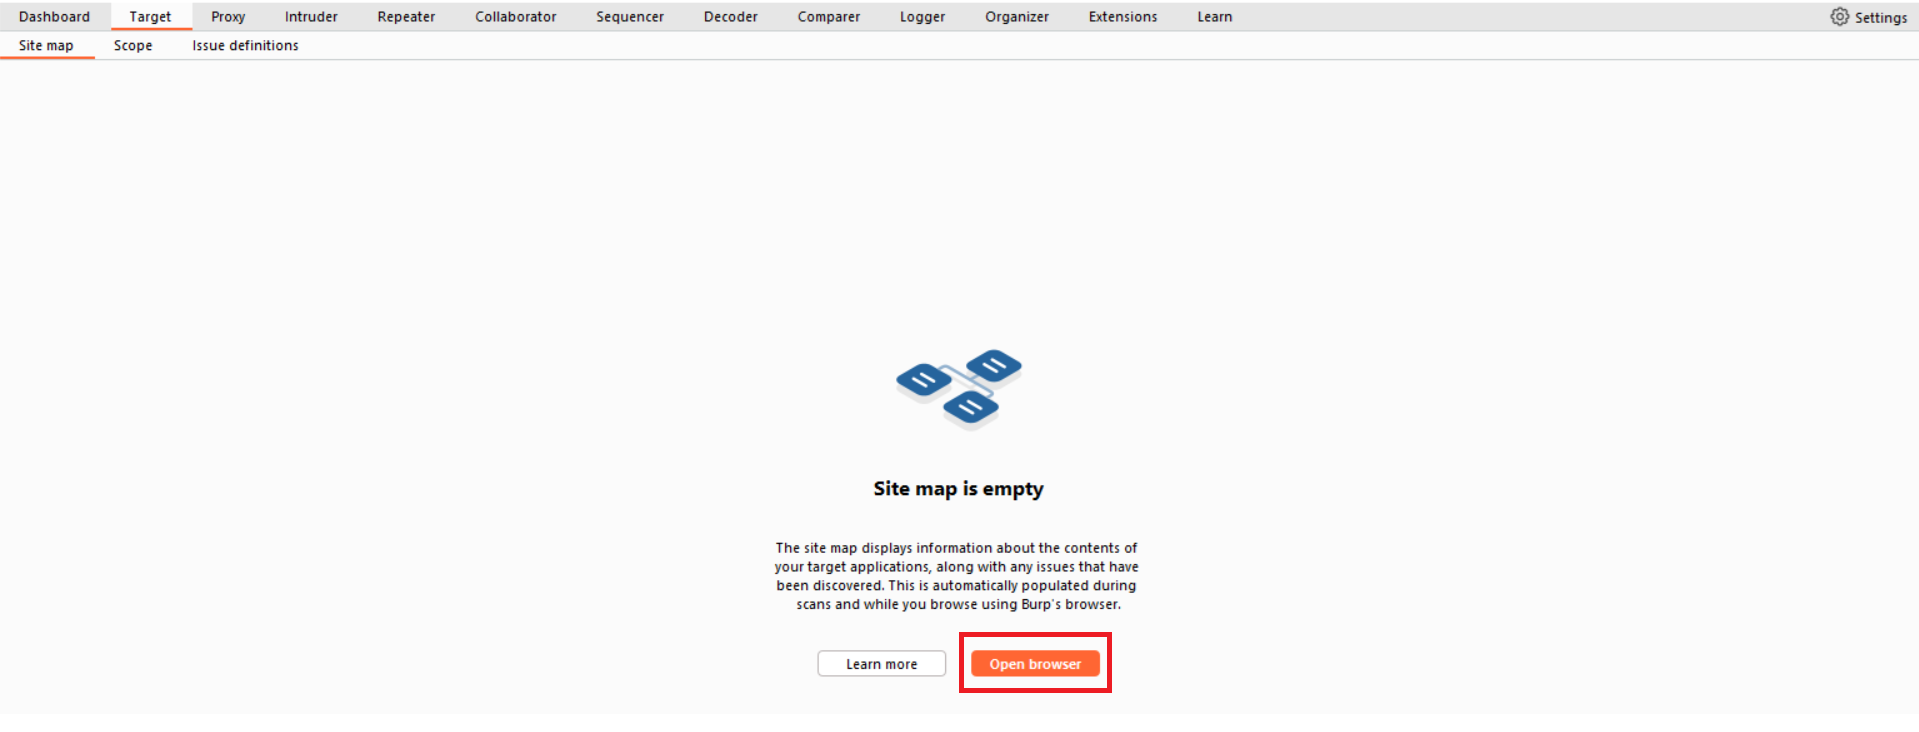 Dashboard Target Proxy Intruder Repeater Collaborator Sequencer Decoder Comparer Logger Organizer Extensions Learn Settings
Site map Scope Issue definitions
Site map is empty
The site map displays information about the contents of
your target applications, along with any issues that have
been discovered. This is automatically populated during
scans and while you browse using Burp's browser.
Learn more Open browser